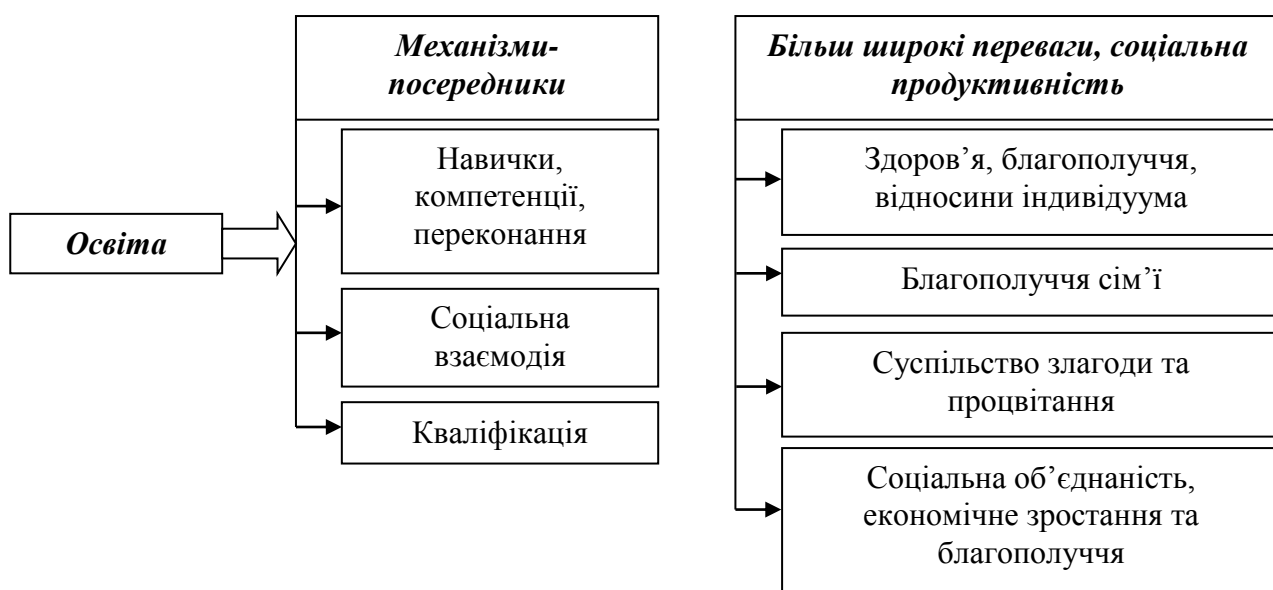 Механізми-
посередники
Більш широкі переваги, соціальна
продуктивність
Освіта
Навички,
компетенції,
переконання
Соціальна
взаємодія
Кваліфікація
Здоров’я, благополуччя,
відносини індивідуума
Благополуччя сім’ї
Суспільство злагоди та
процвітання
Соціальна об’єднаність,
економічне зростання та
благополуччя